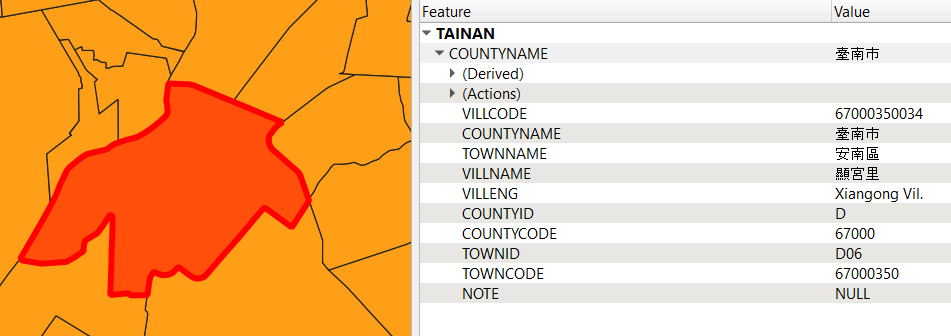 Feature Value
TAINAN
COUNTYNAME 臺南市
(Derived)
(Actions)
VILLCODE 67000350034
COUNTYNAME 臺南市
TOWNNAME 安南區
VILLNAME 顯宮里
VILLENG Xiangong Vil.
COUNTYID D
COUNTYCODE 67000
TOWNID D06
TOWNCODE 67000350
NOTE NULL